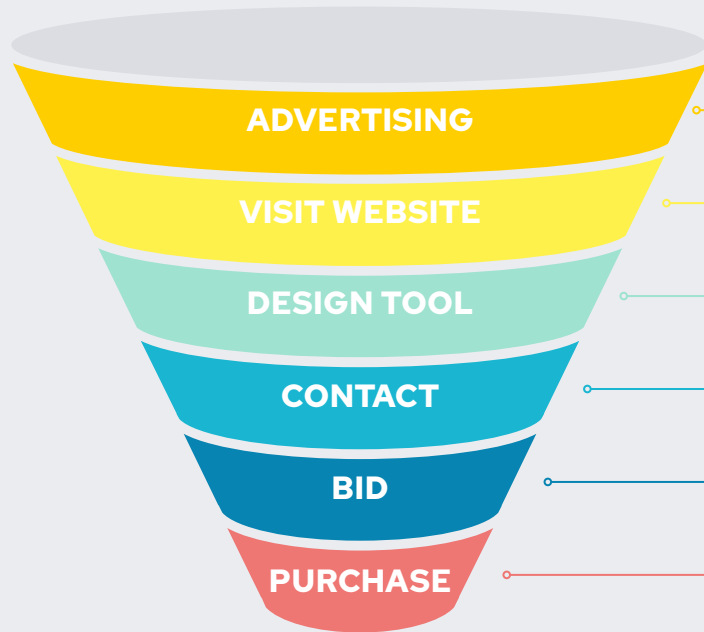 ADVERTISING
VISIT WEBSITE
DESIGN TOOL
CONTACT
BID
PURCHASE